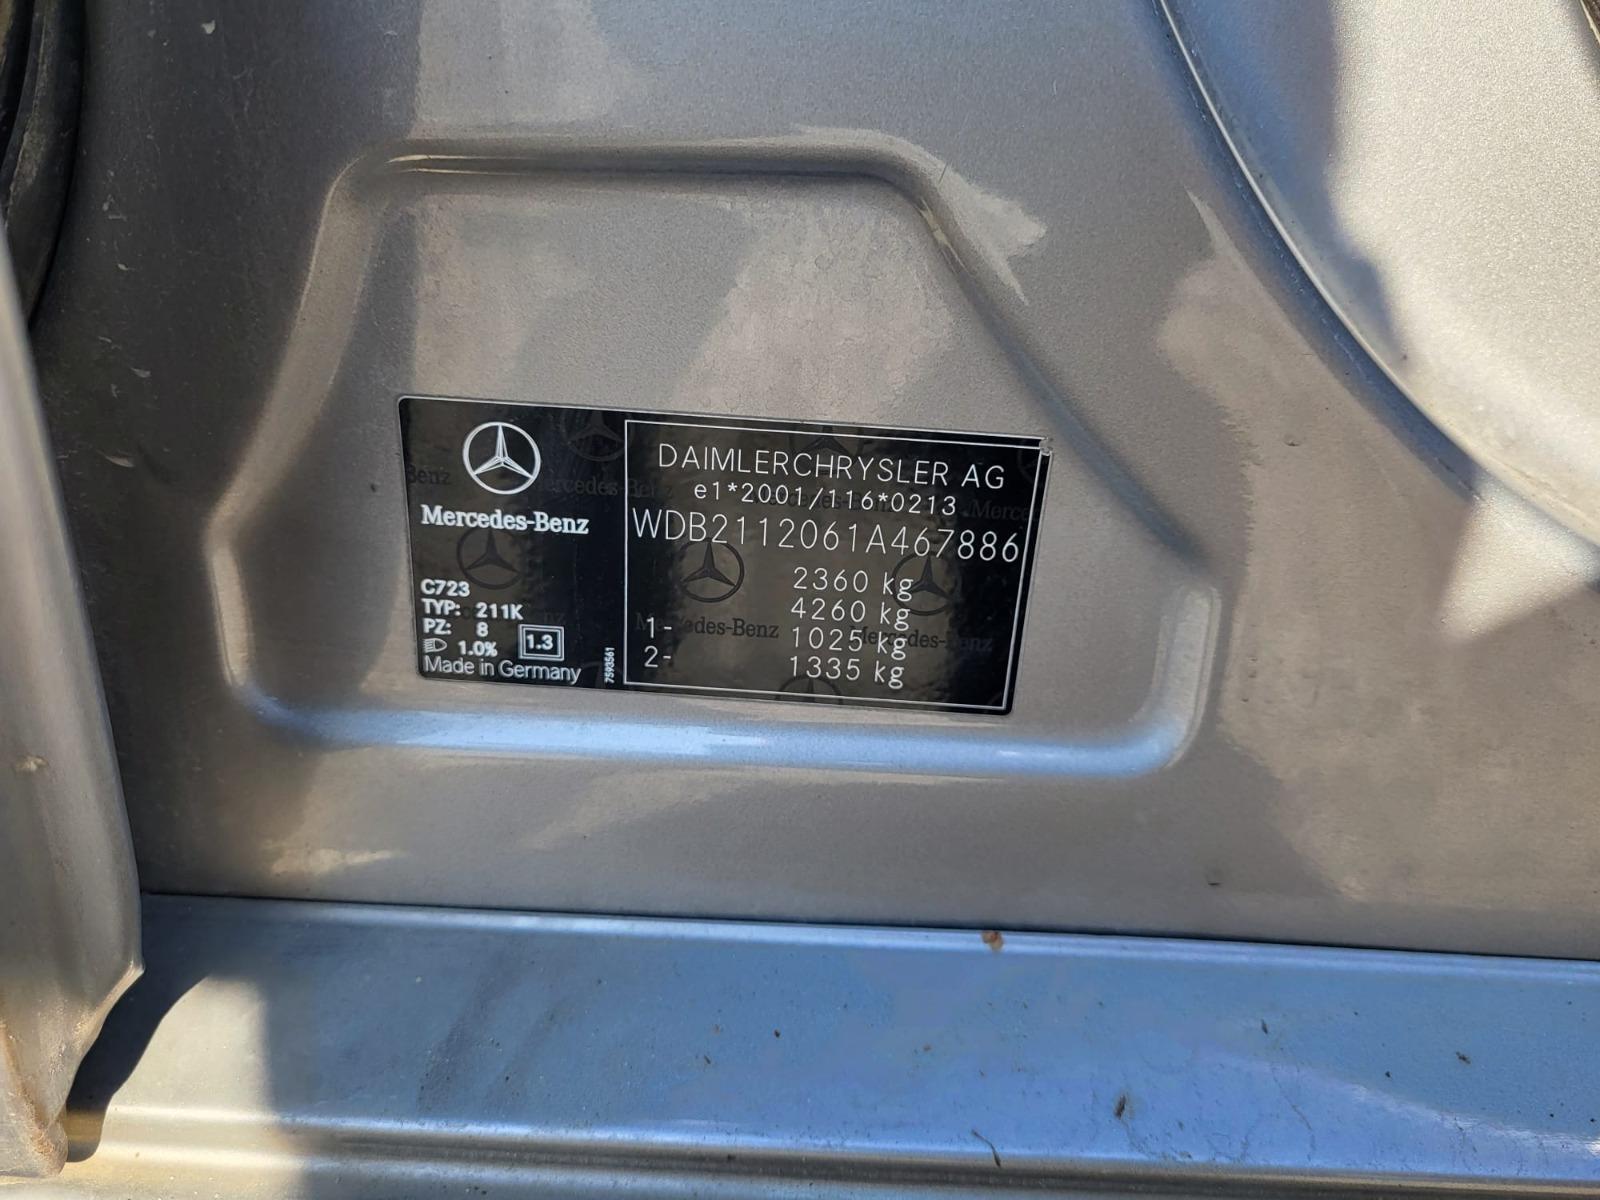 Mercedes-Benz
C723
TYP: 211K
PZ: 8
1.0% 1.3
Made in Germany
7593561
DAIMLERCHRYSLER AG
e1*2001/116*0213
WDB2112061A467886
2360 kg
4260 kg
1- 1025 kg
2- 1335 kg